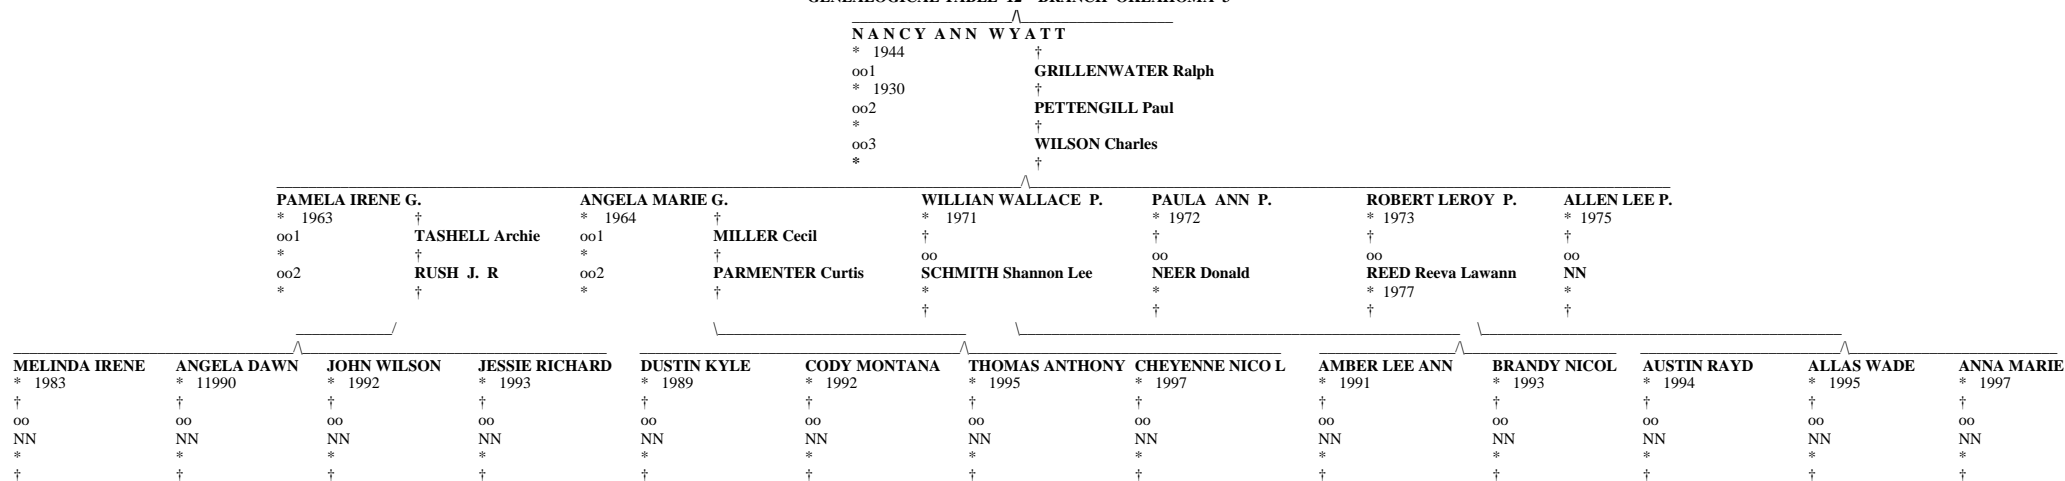 GENEALOGICAL TABLE 12 BRANCH OKLAHOMA 3
NANCY ANN WYATT
* 1944 †
oo1 GRILLENWATER Ralph
* 1930 †
oo2 PETTENGILL Paul
* †
oo3 WILSON Charles
* †
PAMELA IRENE G. ANGELA MARIE G. WILLIAN WALLACE P. PAULA ANN P. ROBERT LEROY P. ALLEN LEE P.
* 1963 † * 1964 † * 1971 * 1972 * 1973 * 1975
oo1 TASHELL Archie oo1 MILLER Cecil † † † †
* † * † oo oo oo oo
oo2 RUSH J. R oo2 PARMENTER Curtis SCHMITH Shannon Lee NEER Donald REED Reeva Lawann NN
* † * † * * * 1977 *
† † † †
MELINDA IRENE ANGELA DAWN JOHN WILSON JESSIE RICHARD DUSTIN KYLE CODY MONTANA THOMAS ANTHONY CHEYENNE NICO L AMBER LEE ANN BRANDY NICOL AUSTIN RAYD ALLAS WADE ANNA MARIE
* 1983 * 11990 * 1992 * 1993 * 1989 * 1992 * 1995 * 1997 * 1991 * 1993 * 1994 * 1995 * 1997
† † † † † † † † † † † † †
oo oo oo oo oo oo oo oo oo oo oo oo oo
NN NN NN NN NN NN NN NN NN NN NN NN NN
* * * * * * * * * * * * *
† † † † † † † † † † † † †